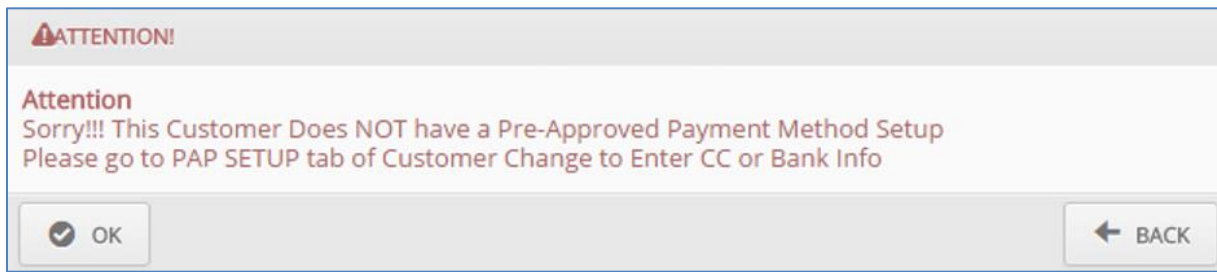 ATTENTION!
Attention
Sorry!!! This Customer Does NOT have a Pre-Approved Payment Method Setup
Please go to PAP SETUP tab of Customer Change to Enter CC or Bank Info
OK
BACK